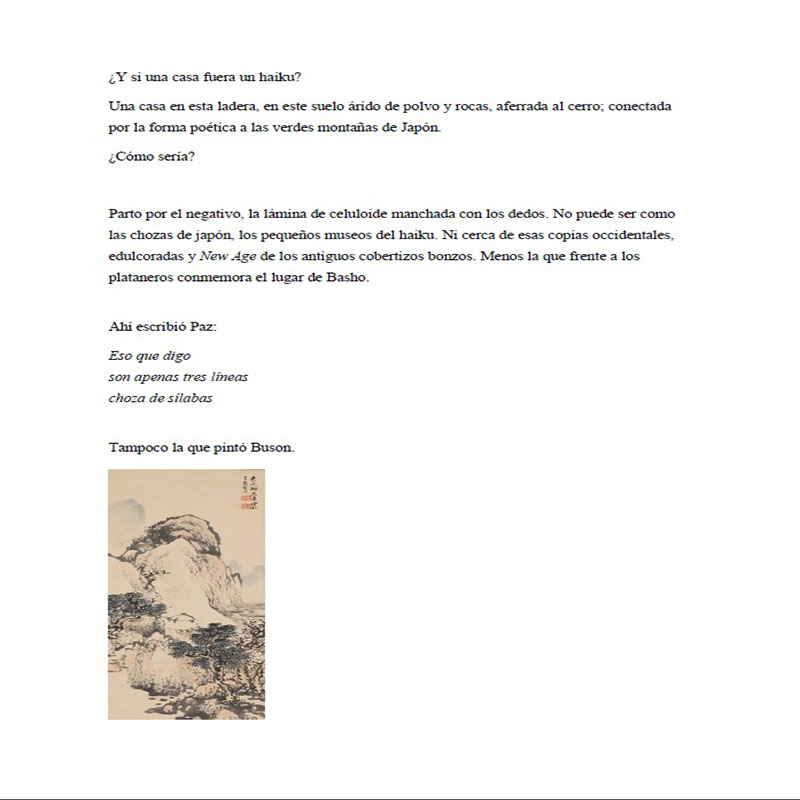 ¿Y si una casa fuera un haiku?
Una casa en esta ladera, en este suelo árido de polvo y rocas, aferrada al cerro; conectada
por la forma poética a las verdes montañas de Japón.
¿Cómo sería?
Parto por el negativo, la lámina de celuloide manchada con los dedos. No puede ser como
las chozas de japón, los pequeños museos del haiku. Ni cerca de esas copias occidentales,
edulcoradas y New Age de los antiguos cobertizos bonzos. Menos la que frente a los
plataneros conmemora el lugar de Basho.
Ahí escribió Paz:
Eso que digo
son apenas tres líneas
choza de sílabas
Tampoco la que pintó Buson.